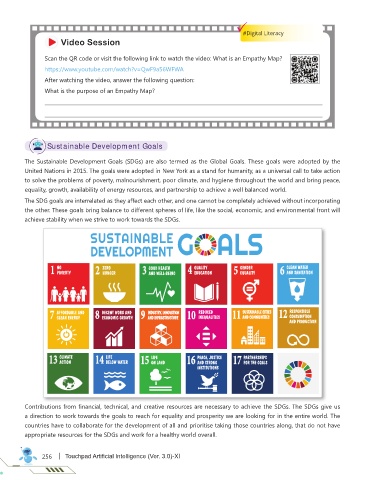 #Digital Literacy
Video Session
Scan the QR code or visit the following link to watch the video: What is an Empathy Map?
https://www.youtube.com/watch?v=QwF9a56WFWA
After watching the video, answer the following question:
What is the purpose of an Empathy Map?
Sustainable Development Goals
The Sustainable Development Goals (SDGs) are also termed as the Global Goals. These goals were adopted by the
United Nations in 2015. The goals were adopted in New York as a stand for humanity, as a universal call to take action
to solve the problems of poverty, malnourishment, poor climate, and hygiene throughout the world and bring peace,
equality, growth, availability of energy resources, and partnership to achieve a well balanced world.
The SDG goals are interrelated as they affect each other, and one cannot be completely achieved without incorporating
the other. These goals bring balance to different spheres of life, like the social, economic, and environmental front will
achieve stability when we strive to work towards the SDGs.
SUSTAINABLE
DEVELOPMENT GOALS
1 NO POVERTY
2 ZERO HUNGER
3 GOOD HEALTH AND WELL-BEING
4 QUALITY EDUCATION
5 GENDER EQUALITY
6 CLEAN WATER AND SANITATION
7 AFFORDABLE AND CLEAN ENERGY
8 DECENT WORK AND ECONOMIC GROWTH
9 INDUSTRY, INNOVATION AND INFRASTRUCTURE
10 REDUCED INEQUALITIES
11 SUSTAINABLE CITIES AND COMMUNITIES
12 RESPONSIBLE CONSUMPTION AND PRODUCTION
13 CLIMATE ACTION
14 LIFE BELOW WATER
15 LIFE ON LAND
16 PEACE, JUSTICE AND STRONG INSTITUTIONS
17 PARTNERSHIPS FOR THE GOALS
Contributions from financial, technical, and creative resources are necessary to achieve the SDGs. The SDGs give us
a direction to work towards the goals to reach for equality and prosperity we are looking for in the entire world. The
countries have to collaborate for the development of all and prioritise taking those countries along, that do not have
appropriate resources for the SDGs and work for a healthy world overall.
256 | Touchpad Artificial Intelligence (Ver. 3.0)-XI